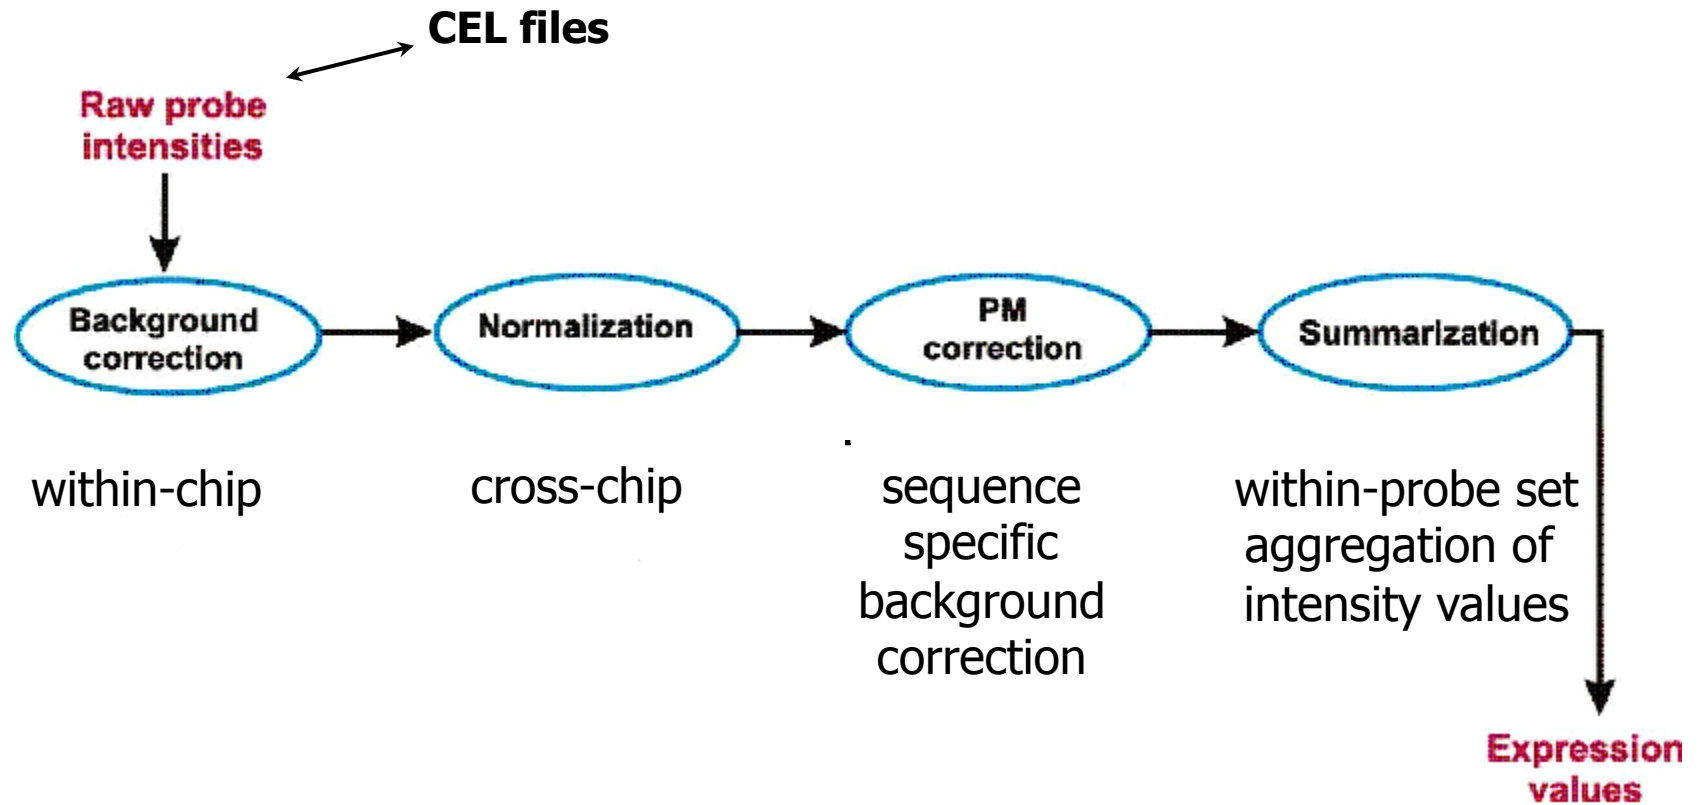 CEL files
Raw probe
intensities
Background
correction
Normalization
PM
correction
Summarization
within-chip
cross-chip
sequence
specific
background
correction
within-probe set
aggregation of
intensity values
Expression
values